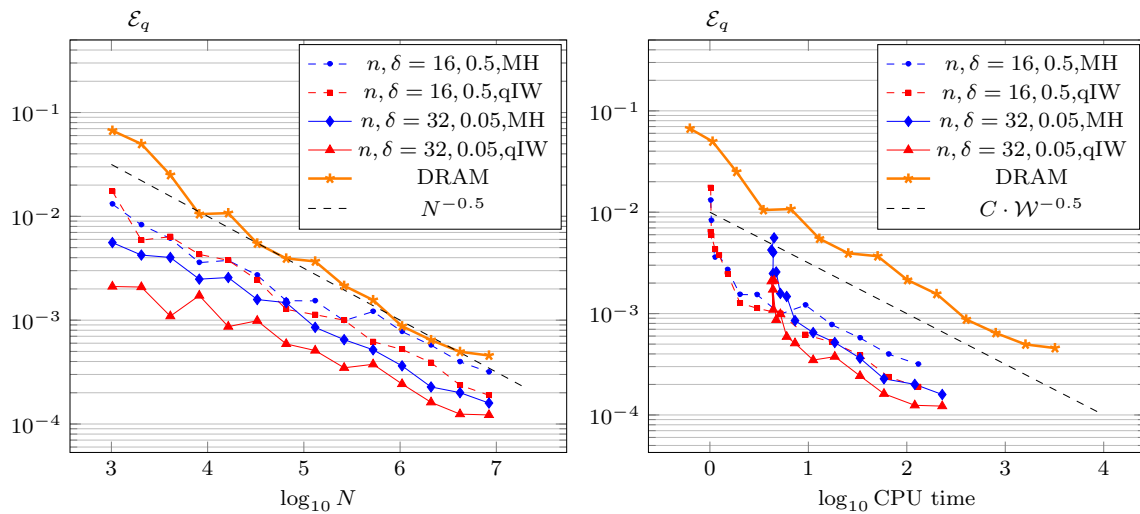 ℰ_q
10^{-1}
10^{-2}
10^{-3}
10^{-4}
3 4 5 6 7
log_{10} N
n, δ = 16, 0.5,MH
n, δ = 16, 0.5,qIW
n, δ = 32, 0.05,MH
n, δ = 32, 0.05,qIW
DRAM
N^{-0.5}
ℰ_q
10^{-1}
10^{-2}
10^{-3}
10^{-4}
0 1 2 3 4
log_{10} CPU time
n, δ = 16, 0.5,MH
n, δ = 16, 0.5,qIW
n, δ = 32, 0.05,MH
n, δ = 32, 0.05,qIW
DRAM
C · 𝒲^{-0.5}